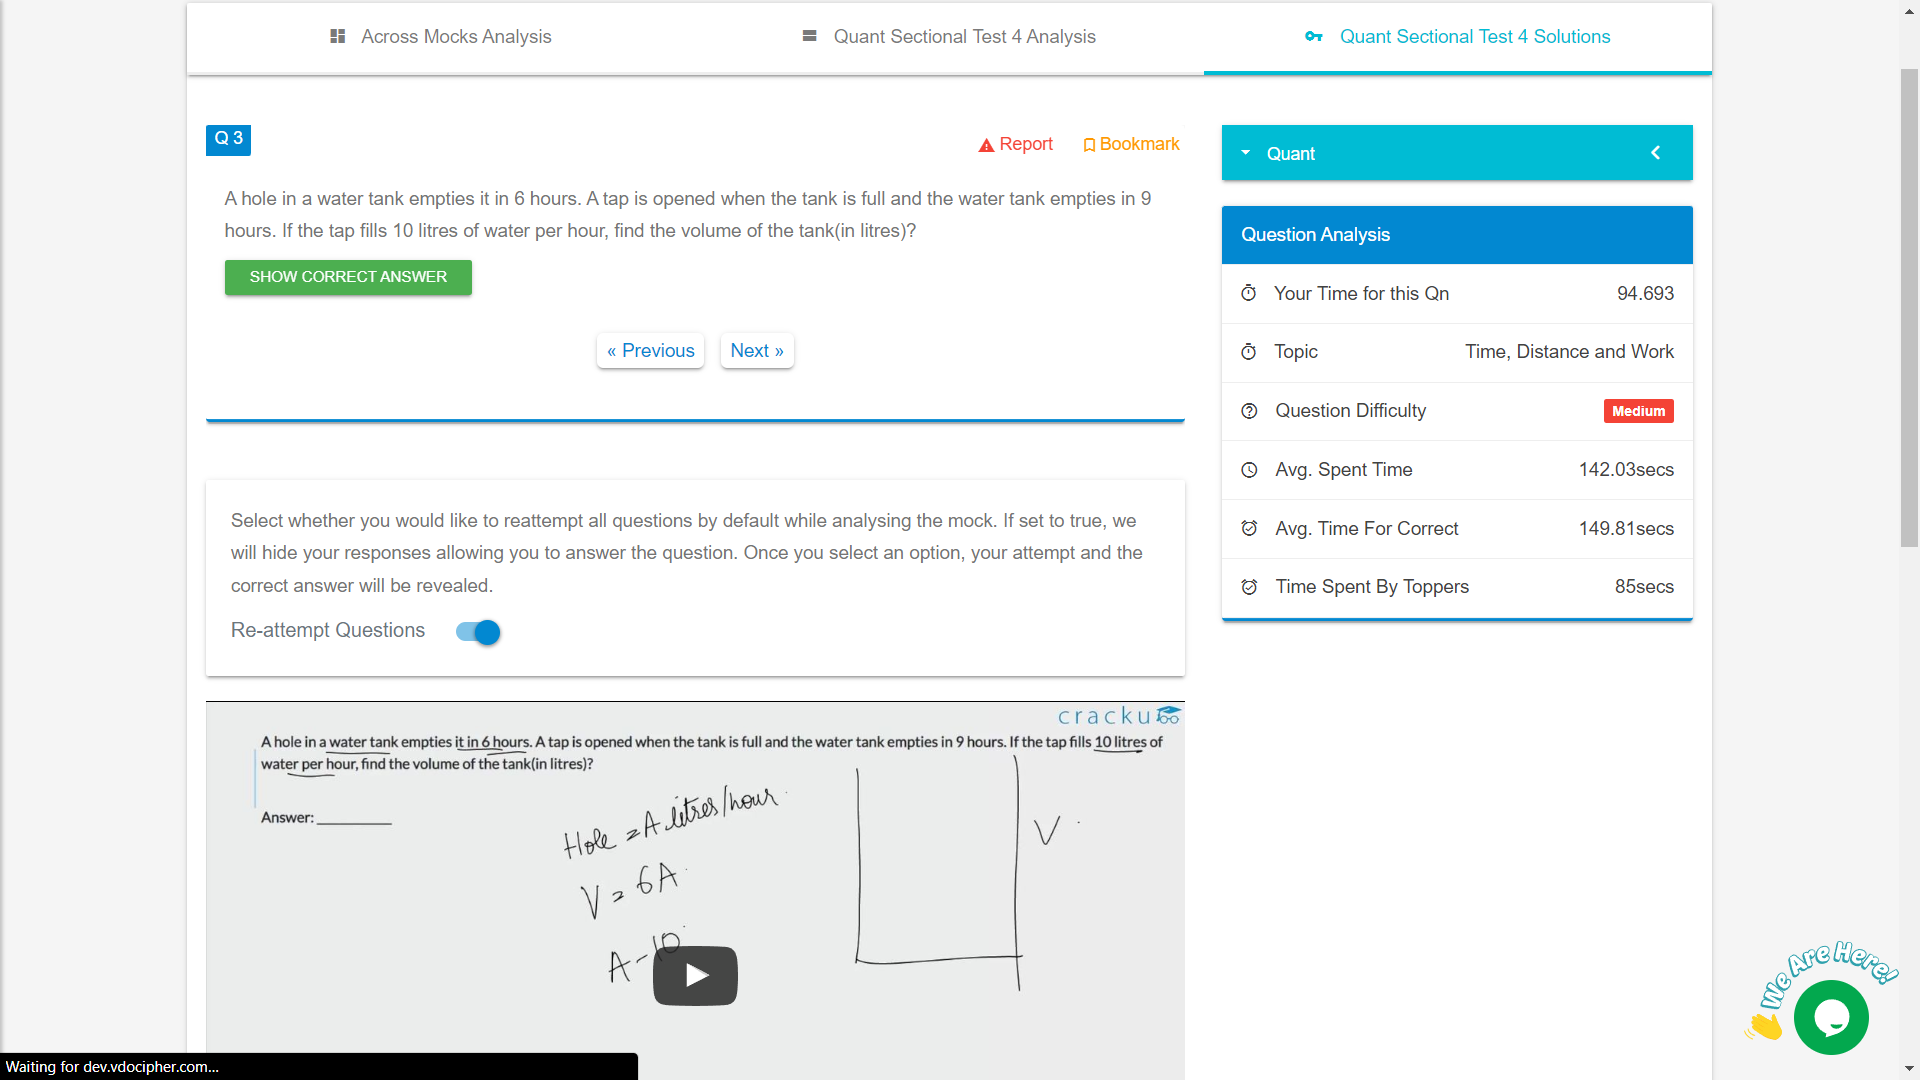 Across Mocks Analysis
Quant Sectional Test 4 Analysis
Quant Sectional Test 4 Solutions
Q 3
Report
Bookmark
A hole in a water tank empties it in 6 hours. A tap is opened when the tank is full and the water tank empties in 9
hours. If the tap fills 10 litres of water per hour, find the volume of the tank(in litres)?
SHOW CORRECT ANSWER
« Previous
Next »
Select whether you would like to reattempt all questions by default while analysing the mock. If set to true, we
will hide your responses allowing you to answer the question. Once you select an option, your attempt and the
correct answer will be revealed.
Re-attempt Questions
Quant
Question Analysis
Your Time for this Qn 94.693
Topic Time, Distance and Work
Question Difficulty Medium
Avg. Spent Time 142.03secs
Avg. Time For Correct 149.81secs
Time Spent By Toppers 85secs
cracku
A hole in a water tank empties it in 6 hours. A tap is opened when the tank is full and the water tank empties in 9 hours. If the tap fills 10 litres of
water per hour, find the volume of the tank(in litres)?
Answer:
Hole = A litres/hour
V = 6A
A-10
V
We Are Here!
Waiting for dev.vdocipher.com...